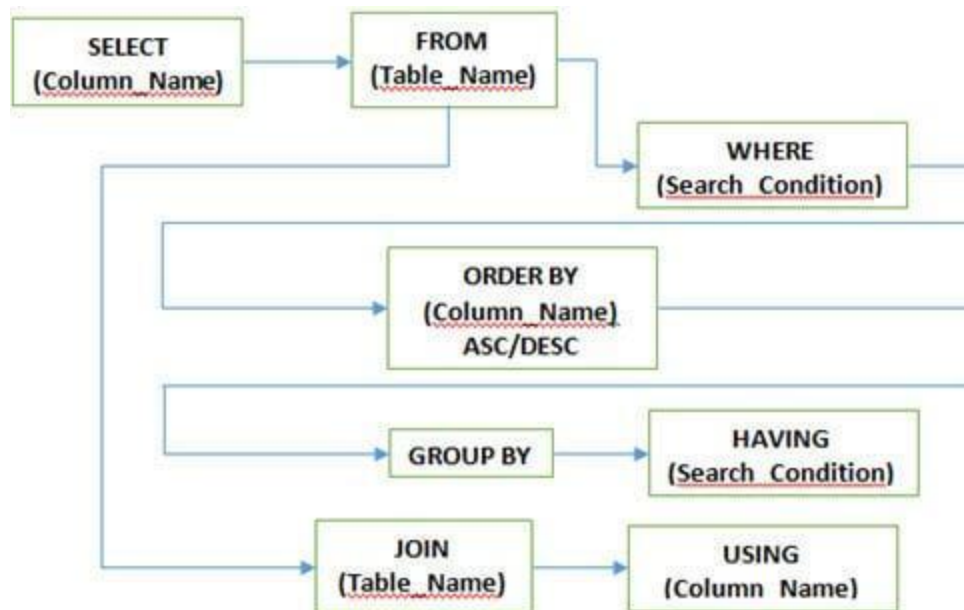 SELECT
(Column_Name)
FROM
(Table_Name)
WHERE
(Search_Condition)
ORDER BY
(Column_Name)
ASC/DESC
GROUP BY
HAVING
(Search_Condition)
JOIN
(Table_Name)
USING
(Column_Name)